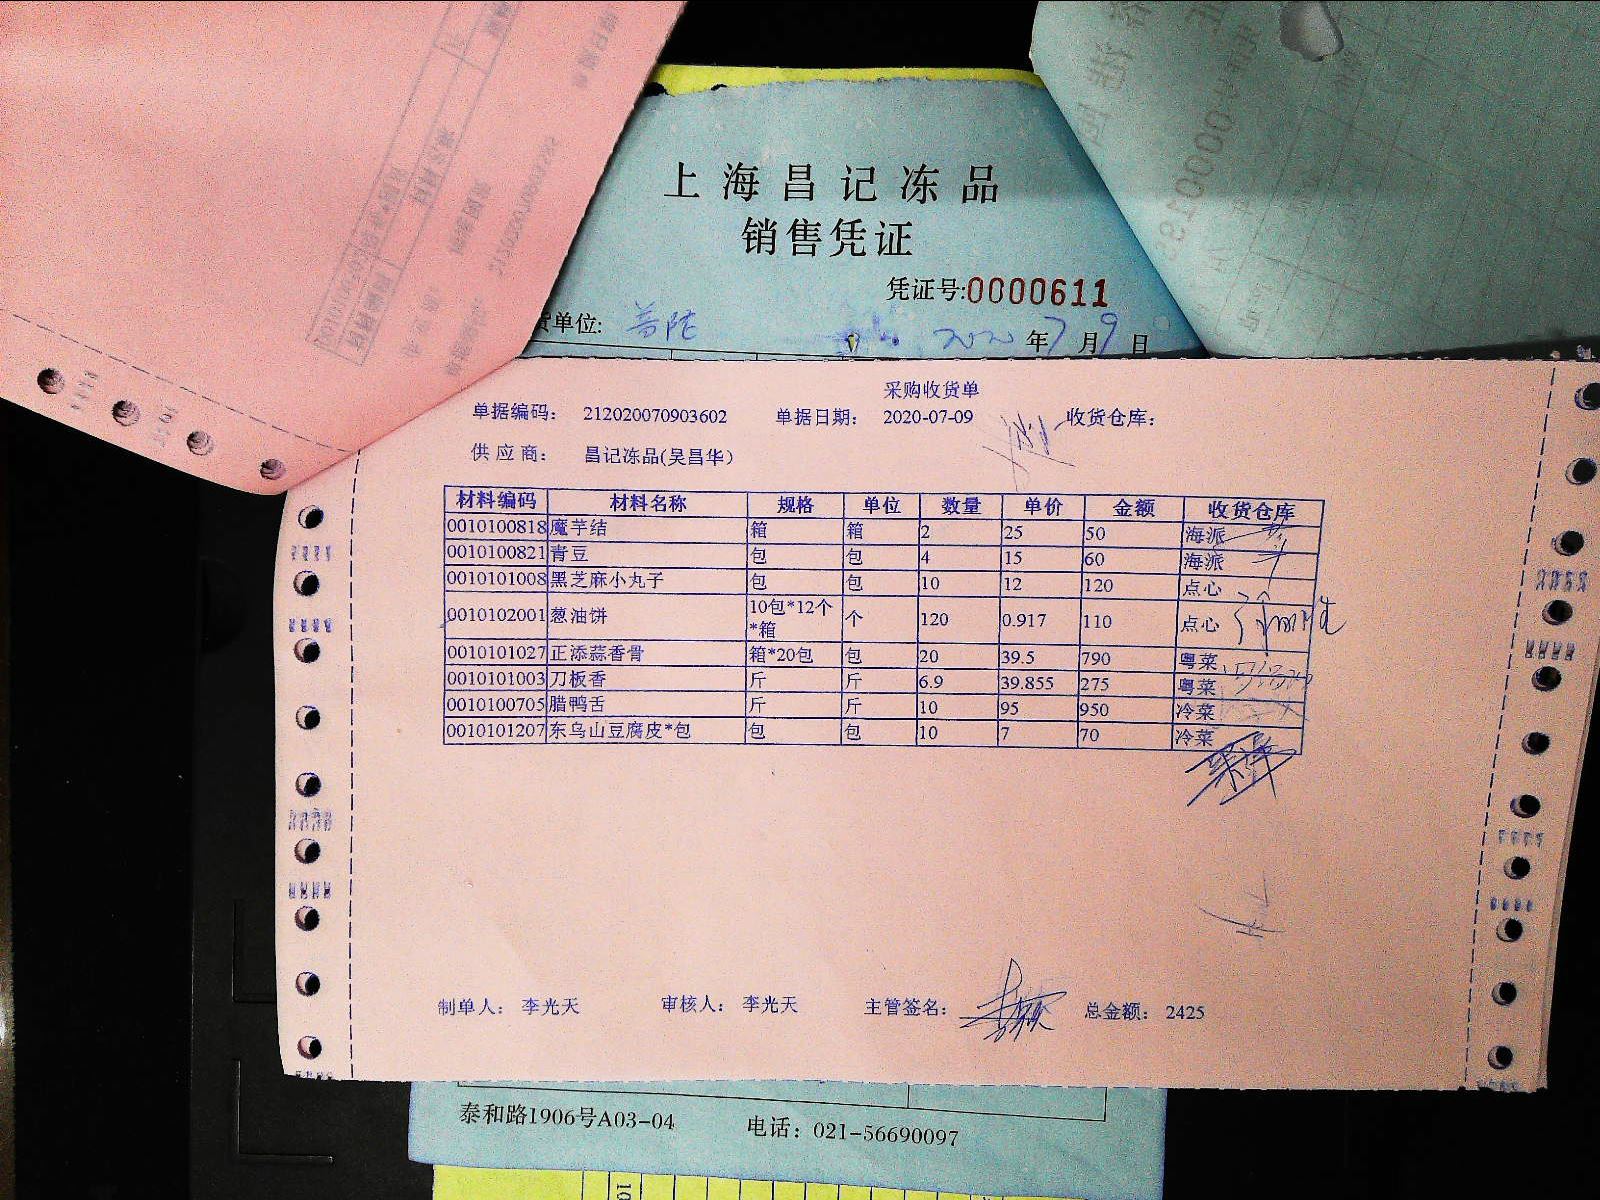 上海昌记冻品
销售凭证
凭证号:0000611
货单位: 普陀 2020 年 7 月 9 日
采购收货单
单据编码: 212020070903602 单据日期: 2020-07-09 收货仓库:
供应商: 昌记冻品(吴昌华)
材料编码 材料名称 规格 单位 数量 单价 金额 收货仓库
0010100818 魔芋结 箱 箱 2 25 50 海派
0010100821 青豆 包 包 4 15 60 海派
0010101008 黑芝麻小丸子 包 包 10 12 120 点心
0010102001 葱油饼 10包*12个*箱 个 120 0.917 110 点心
0010101027 正添蒜香骨 箱*20包 包 20 39.5 790 粤菜
0010101003 刀板香 斤 斤 6.9 39.855 275 粤菜
0010100705 腊鸭舌 斤 斤 10 95 950 冷菜
0010101207 东乌山豆腐皮*包 包 包 10 7 70 冷菜
制单人: 李光天 审核人: 李光天 主管签名: 总金额: 2425
泰和路1906号A03-04 电话: 021-56690097